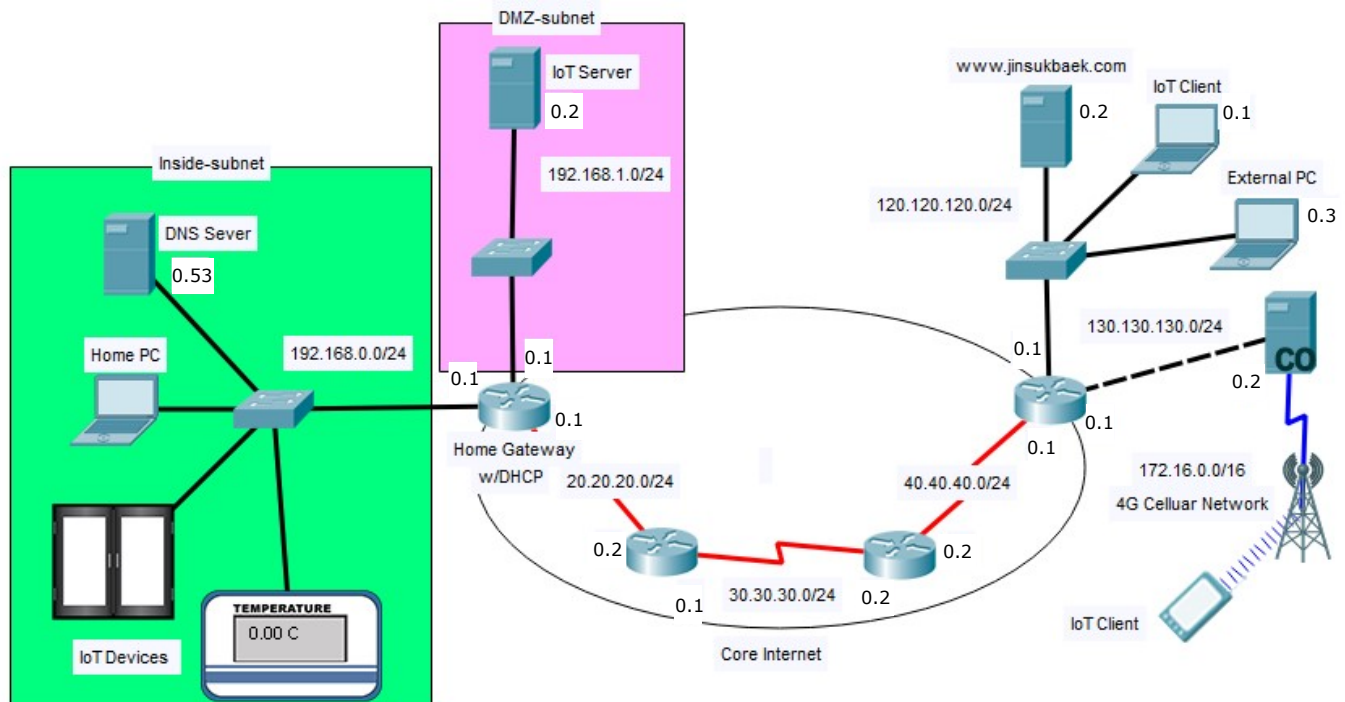 DMZ-subnet
IoT Server
0.2
192.168.1.0/24
Inside-subnet
DNS Sever
0.53
Home PC
192.168.0.0/24
0.1
0.1
0.1
Home Gateway
w/DHCP
IoT Devices
TEMPERATURE
0.00 C
20.20.20.0/24
0.2
0.1
30.30.30.0/24
0.2
0.2
40.40.40.0/24
Core Internet
www.jinsukbaek.com
0.2
IoT Client
0.1
External PC
0.3
120.120.120.0/24
0.1
0.1
0.1
130.130.130.0/24
0.2
CO
172.16.0.0/16
4G Celluar Network
IoT Client